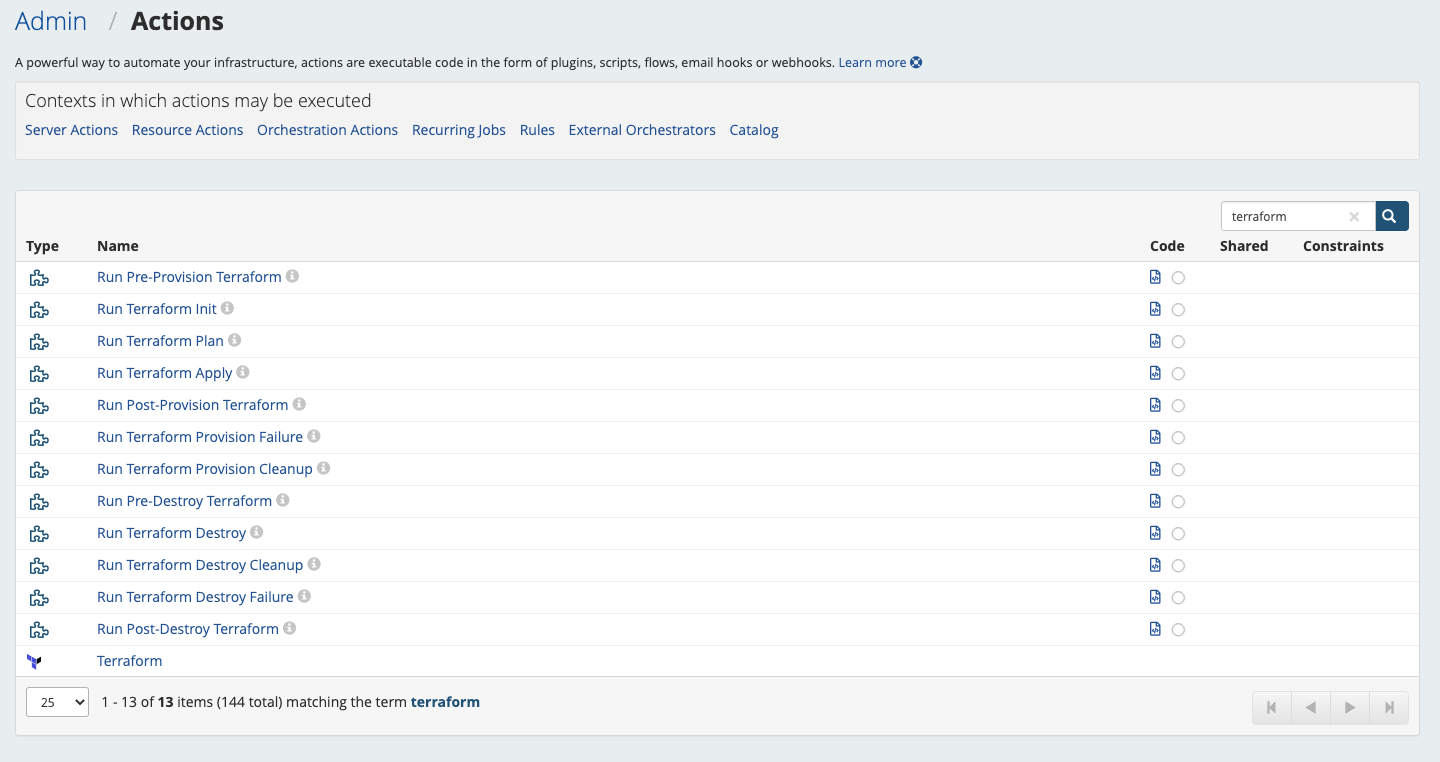 Admin / Actions
A powerful way to automate your infrastructure, actions are executable code in the form of plugins, scripts, flows, email hooks or webhooks. Learn more
Contexts in which actions may be executed
Server Actions Resource Actions Orchestration Actions Recurring Jobs Rules External Orchestrators Catalog
terraform
Type Name Code Shared Constraints
Run Pre-Provision Terraform
Run Terraform Init
Run Terraform Plan
Run Terraform Apply
Run Post-Provision Terraform
Run Terraform Provision Failure
Run Terraform Provision Cleanup
Run Pre-Destroy Terraform
Run Terraform Destroy
Run Terraform Destroy Cleanup
Run Terraform Destroy Failure
Run Post-Destroy Terraform
Terraform
25 1 - 13 of 13 items (144 total) matching the term terraform